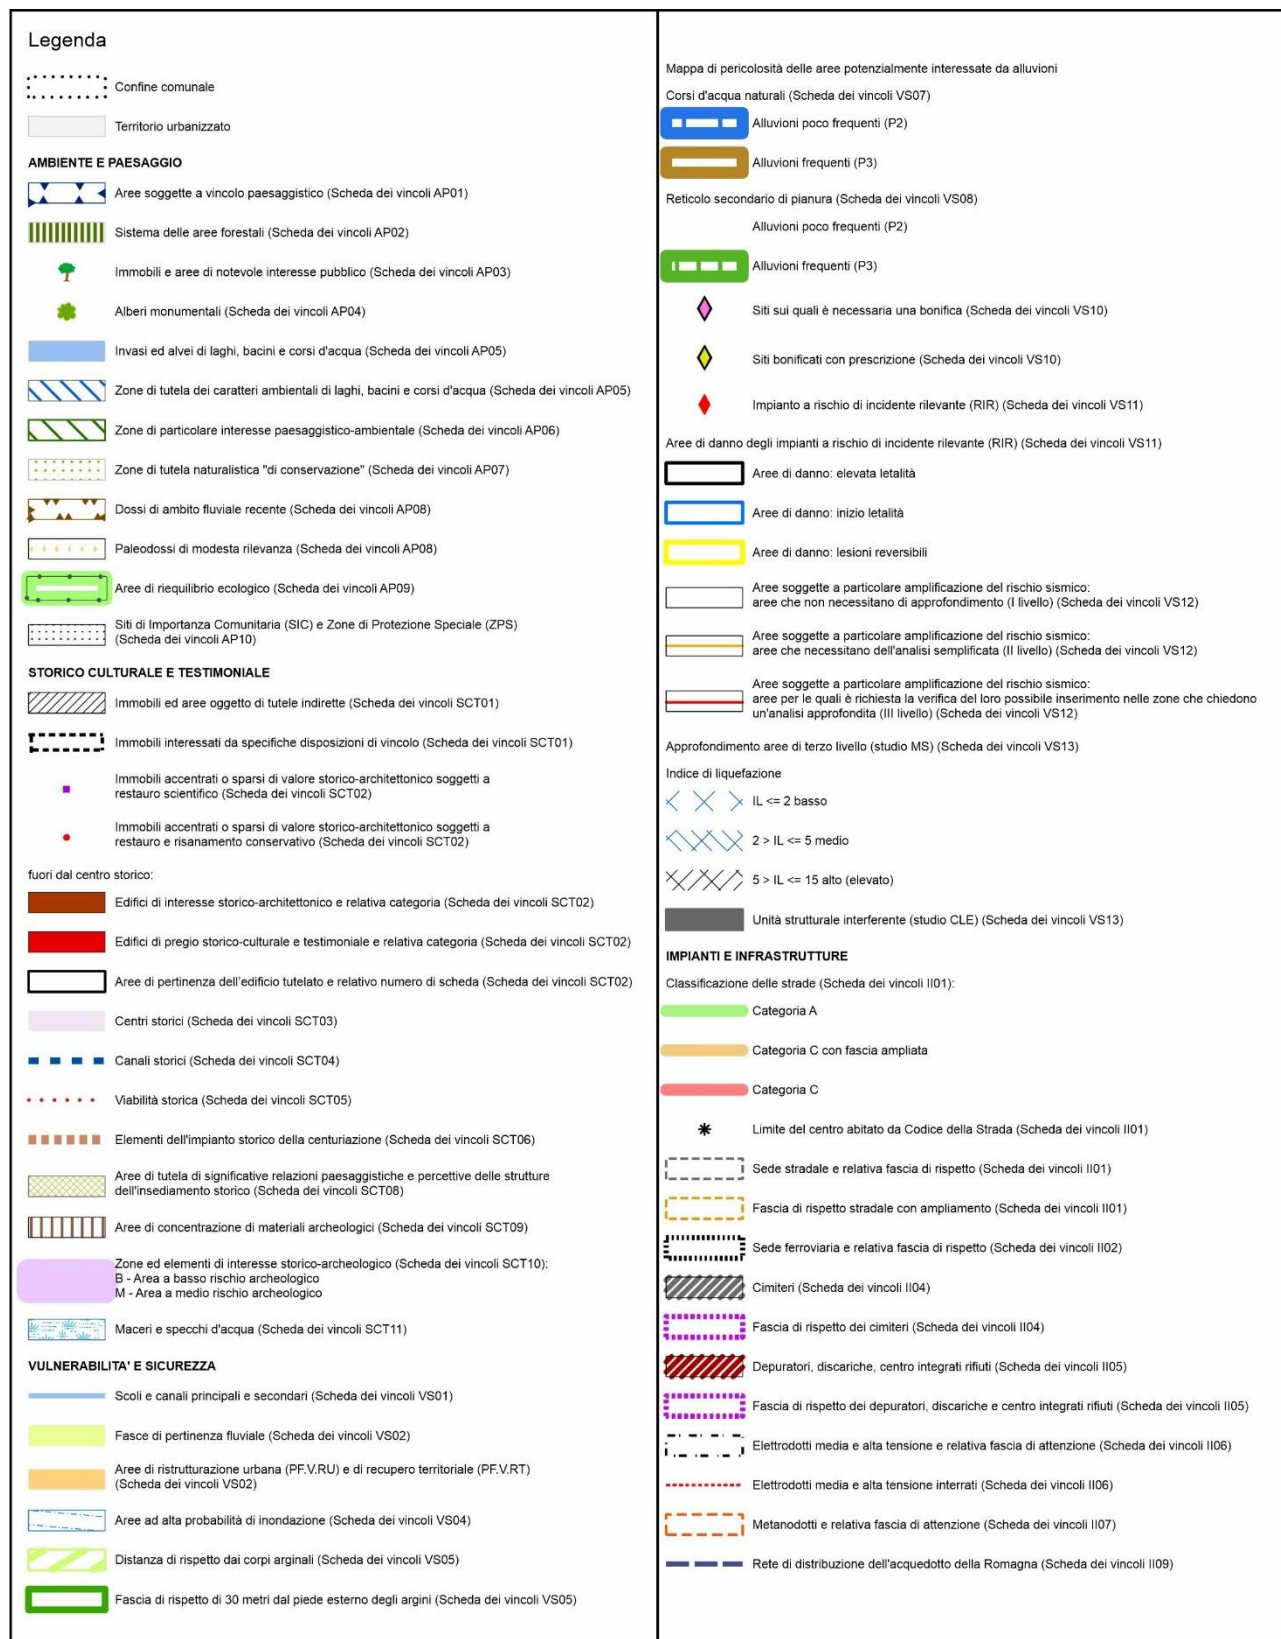 Legenda
Confine comunale
Territorio urbanizzato
AMBIENTE E PAESAGGIO
Aree soggette a vincolo paesaggistico (Scheda dei vincoli AP01)
Sistema delle aree forestali (Scheda dei vincoli AP02)
Immobili e aree di notevole interesse pubblico (Scheda dei vincoli AP03)
Alberi monumentali (Scheda dei vincoli AP04)
Invasi ed alvei di laghi, bacini e corsi d'acqua (Scheda dei vincoli AP05)
Zone di tutela dei caratteri ambientali di laghi, bacini e corsi d'acqua (Scheda dei vincoli AP05)
Zone di particolare interesse paesaggistico-ambientale (Scheda dei vincoli AP06)
Zone di tutela naturalistica "di conservazione" (Scheda dei vincoli AP07)
Dossi di ambito fluviale recente (Scheda dei vincoli AP08)
Paleodossi di modesta rilevanza (Scheda dei vincoli AP08)
Aree di riequilibrio ecologico (Scheda dei vincoli AP09)
Siti di Importanza Comunitaria (SIC) e Zone di Protezione Speciale (ZPS)
(Scheda dei vincoli AP10)
STORICO CULTURALE E TESTIMONIALE
Immobili ed aree oggetto di tutele indirette (Scheda dei vincoli SCT01)
Immobili interessati da specifiche disposizioni di vincolo (Scheda dei vincoli SCT01)
Immobili accentrati o sparsi di valore storico-architettonico soggetti a
restauro scientifico (Scheda dei vincoli SCT02)
Immobili accentrati o sparsi di valore storico-architettonico soggetti a
restauro e risanamento conservativo (Scheda dei vincoli SCT02)
fuori dal centro storico:
Edifici di interesse storico-architettonico e relativa categoria (Scheda dei vincoli SCT02)
Edifici di pregio storico-culturale e testimoniale e relativa categoria (Scheda dei vincoli SCT02)
Aree di pertinenza dell'edificio tutelato e relativo numero di scheda (Scheda dei vincoli SCT02)
Centri storici (Scheda dei vincoli SCT03)
Canali storici (Scheda dei vincoli SCT04)
Viabilità storica (Scheda dei vincoli SCT05)
Elementi dell'impianto storico della centuriazione (Scheda dei vincoli SCT06)
Aree di tutela di significative relazioni paesaggistiche e percettive delle strutture
dell'insediamento storico (Scheda dei vincoli SCT08)
Aree di concentrazione di materiali archeologici (Scheda dei vincoli SCT09)
Zone ed elementi di interesse storico-archeologico (Scheda dei vincoli SCT10):
B - Area a basso rischio archeologico
M - Area a medio rischio archeologico
Maceri e specchi d'acqua (Scheda dei vincoli SCT11)
VULNERABILITA' E SICUREZZA
Scoli e canali principali e secondari (Scheda dei vincoli VS01)
Fasce di pertinenza fluviale (Scheda dei vincoli VS02)
Aree di ristrutturazione urbana (PF.V.RU) e di recupero territoriale (PF.V.RT)
(Scheda dei vincoli VS02)
Aree ad alta probabilità di inondazione (Scheda dei vincoli VS04)
Distanza di rispetto dai corpi arginali (Scheda dei vincoli VS05)
Fascia di rispetto di 30 metri dal piede esterno degli argini (Scheda dei vincoli VS05)
Mappa di pericolosità delle aree potenzialmente interessate da alluvioni
Corsi d'acqua naturali (Scheda dei vincoli VS07)
Alluvioni poco frequenti (P2)
Alluvioni frequenti (P3)
Reticolo secondario di pianura (Scheda dei vincoli VS08)
Alluvioni poco frequenti (P2)
Alluvioni frequenti (P3)
Siti sui quali è necessaria una bonifica (Scheda dei vincoli VS10)
Siti bonificati con prescrizione (Scheda dei vincoli VS10)
Impianto a rischio di incidente rilevante (RIR) (Scheda dei vincoli VS11)
Aree di danno degli impianti a rischio di incidente rilevante (RIR) (Scheda dei vincoli VS11)
Aree di danno: elevata letalità
Aree di danno: inizio letalità
Aree di danno: lesioni reversibili
Aree soggette a particolare amplificazione del rischio sismico:
aree che non necessitano di approfondimento (I livello) (Scheda dei vincoli VS12)
Aree soggette a particolare amplificazione del rischio sismico:
aree che necessitano dell'analisi semplificata (II livello) (Scheda dei vincoli VS12)
Aree soggette a particolare amplificazione del rischio sismico:
aree per le quali è richiesta la verifica del loro possibile inserimento nelle zone che chiedono
un'analisi approfondita (III livello) (Scheda dei vincoli VS12)
Approfondimento aree di terzo livello (studio MS) (Scheda dei vincoli VS13)
Indice di liquefazione
IL <= 2 basso
2 > IL <= 5 medio
5 > IL <= 15 alto (elevato)
Unità strutturale interferente (studio CLE) (Scheda dei vincoli VS13)
IMPIANTI E INFRASTRUTTURE
Classificazione delle strade (Scheda dei vincoli II01):
Categoria A
Categoria C con fascia ampliata
Categoria C
Limite del centro abitato da Codice della Strada (Scheda dei vincoli II01)
Sede stradale e relativa fascia di rispetto (Scheda dei vincoli II01)
Fascia di rispetto stradale con ampliamento (Scheda dei vincoli II01)
Sede ferroviaria e relativa fascia di rispetto (Scheda dei vincoli II02)
Cimiteri (Scheda dei vincoli II04)
Fascia di rispetto dei cimiteri (Scheda dei vincoli II04)
Depuratori, discariche, centro integrati rifiuti (Scheda dei vincoli II05)
Fascia di rispetto dei depuratori, discariche e centro integrati rifiuti (Scheda dei vincoli II05)
Elettrodotti media e alta tensione e relativa fascia di attenzione (Scheda dei vincoli II06)
Elettrodotti media e alta tensione interrati (Scheda dei vincoli II06)
Metanodotti e relativa fascia di attenzione (Scheda dei vincoli II07)
Rete di distribuzione dell'acquedotto della Romagna (Scheda dei vincoli II09)